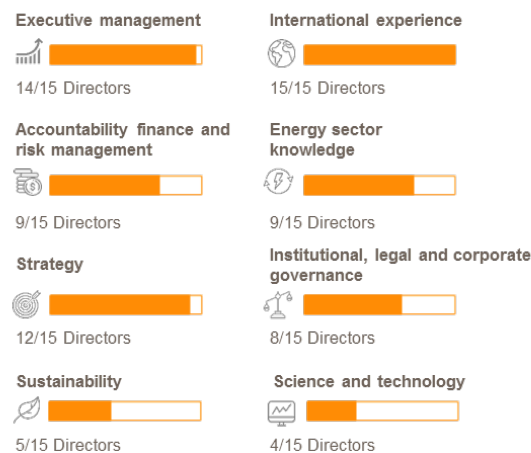 Executive management
14/15 Directors
International experience
15/15 Directors
Accountability finance and
risk management
9/15 Directors
Energy sector
knowledge
9/15 Directors
Strategy
12/15 Directors
Institutional, legal and corporate
governance
8/15 Directors
Sustainability
5/15 Directors
Science and technology
4/15 Directors